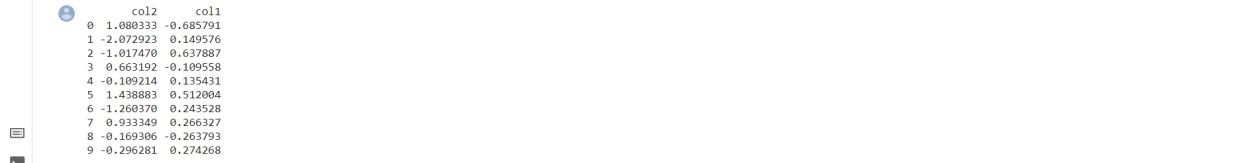 col2 col1
0 1.080333 -0.685791
1 -2.072923 0.149576
2 -1.017470 0.637887
3 0.663192 -0.109558
4 -0.109214 0.135431
5 1.438883 0.512004
6 -1.260370 0.243528
7 0.933349 0.266327
8 -0.169306 -0.263793
9 -0.296281 0.274268